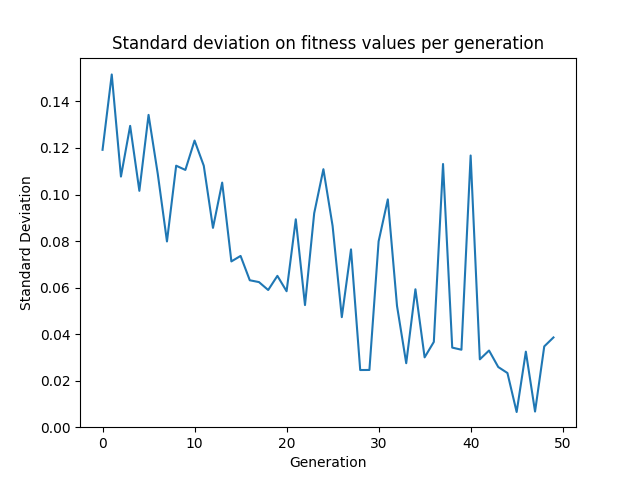 Standard deviation on fitness values per generation
0.14
0.12
0.10
0.08
0.06
0.04
0.02
0.00
Standard Deviation
0 10 20 30 40 50
Generation